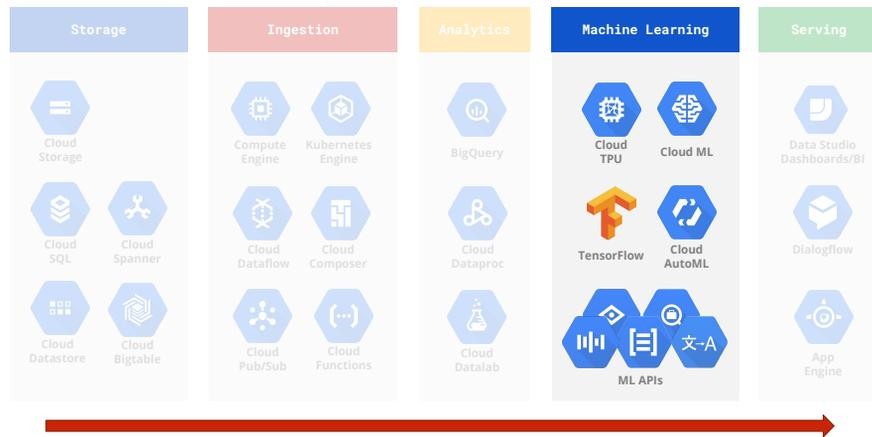 Storage
Ingestion
Analytics
Machine Learning
Serving
Cloud
Storage
Compute
Engine
Kubernetes
Engine
BigQuery
Cloud
TPU
Cloud ML
Data Studio
Dashboards/BI
Cloud
SQL
Cloud
Spanner
Cloud
Dataflow
Cloud
Composer
Cloud
Dataproc
TensorFlow
Cloud
AutoML
Dialogflow
Cloud
Datastore
Cloud
Bigtable
Cloud
Pub/Sub
Cloud
Functions
Cloud
Datalab
文→A
ML APIs
App
Engine